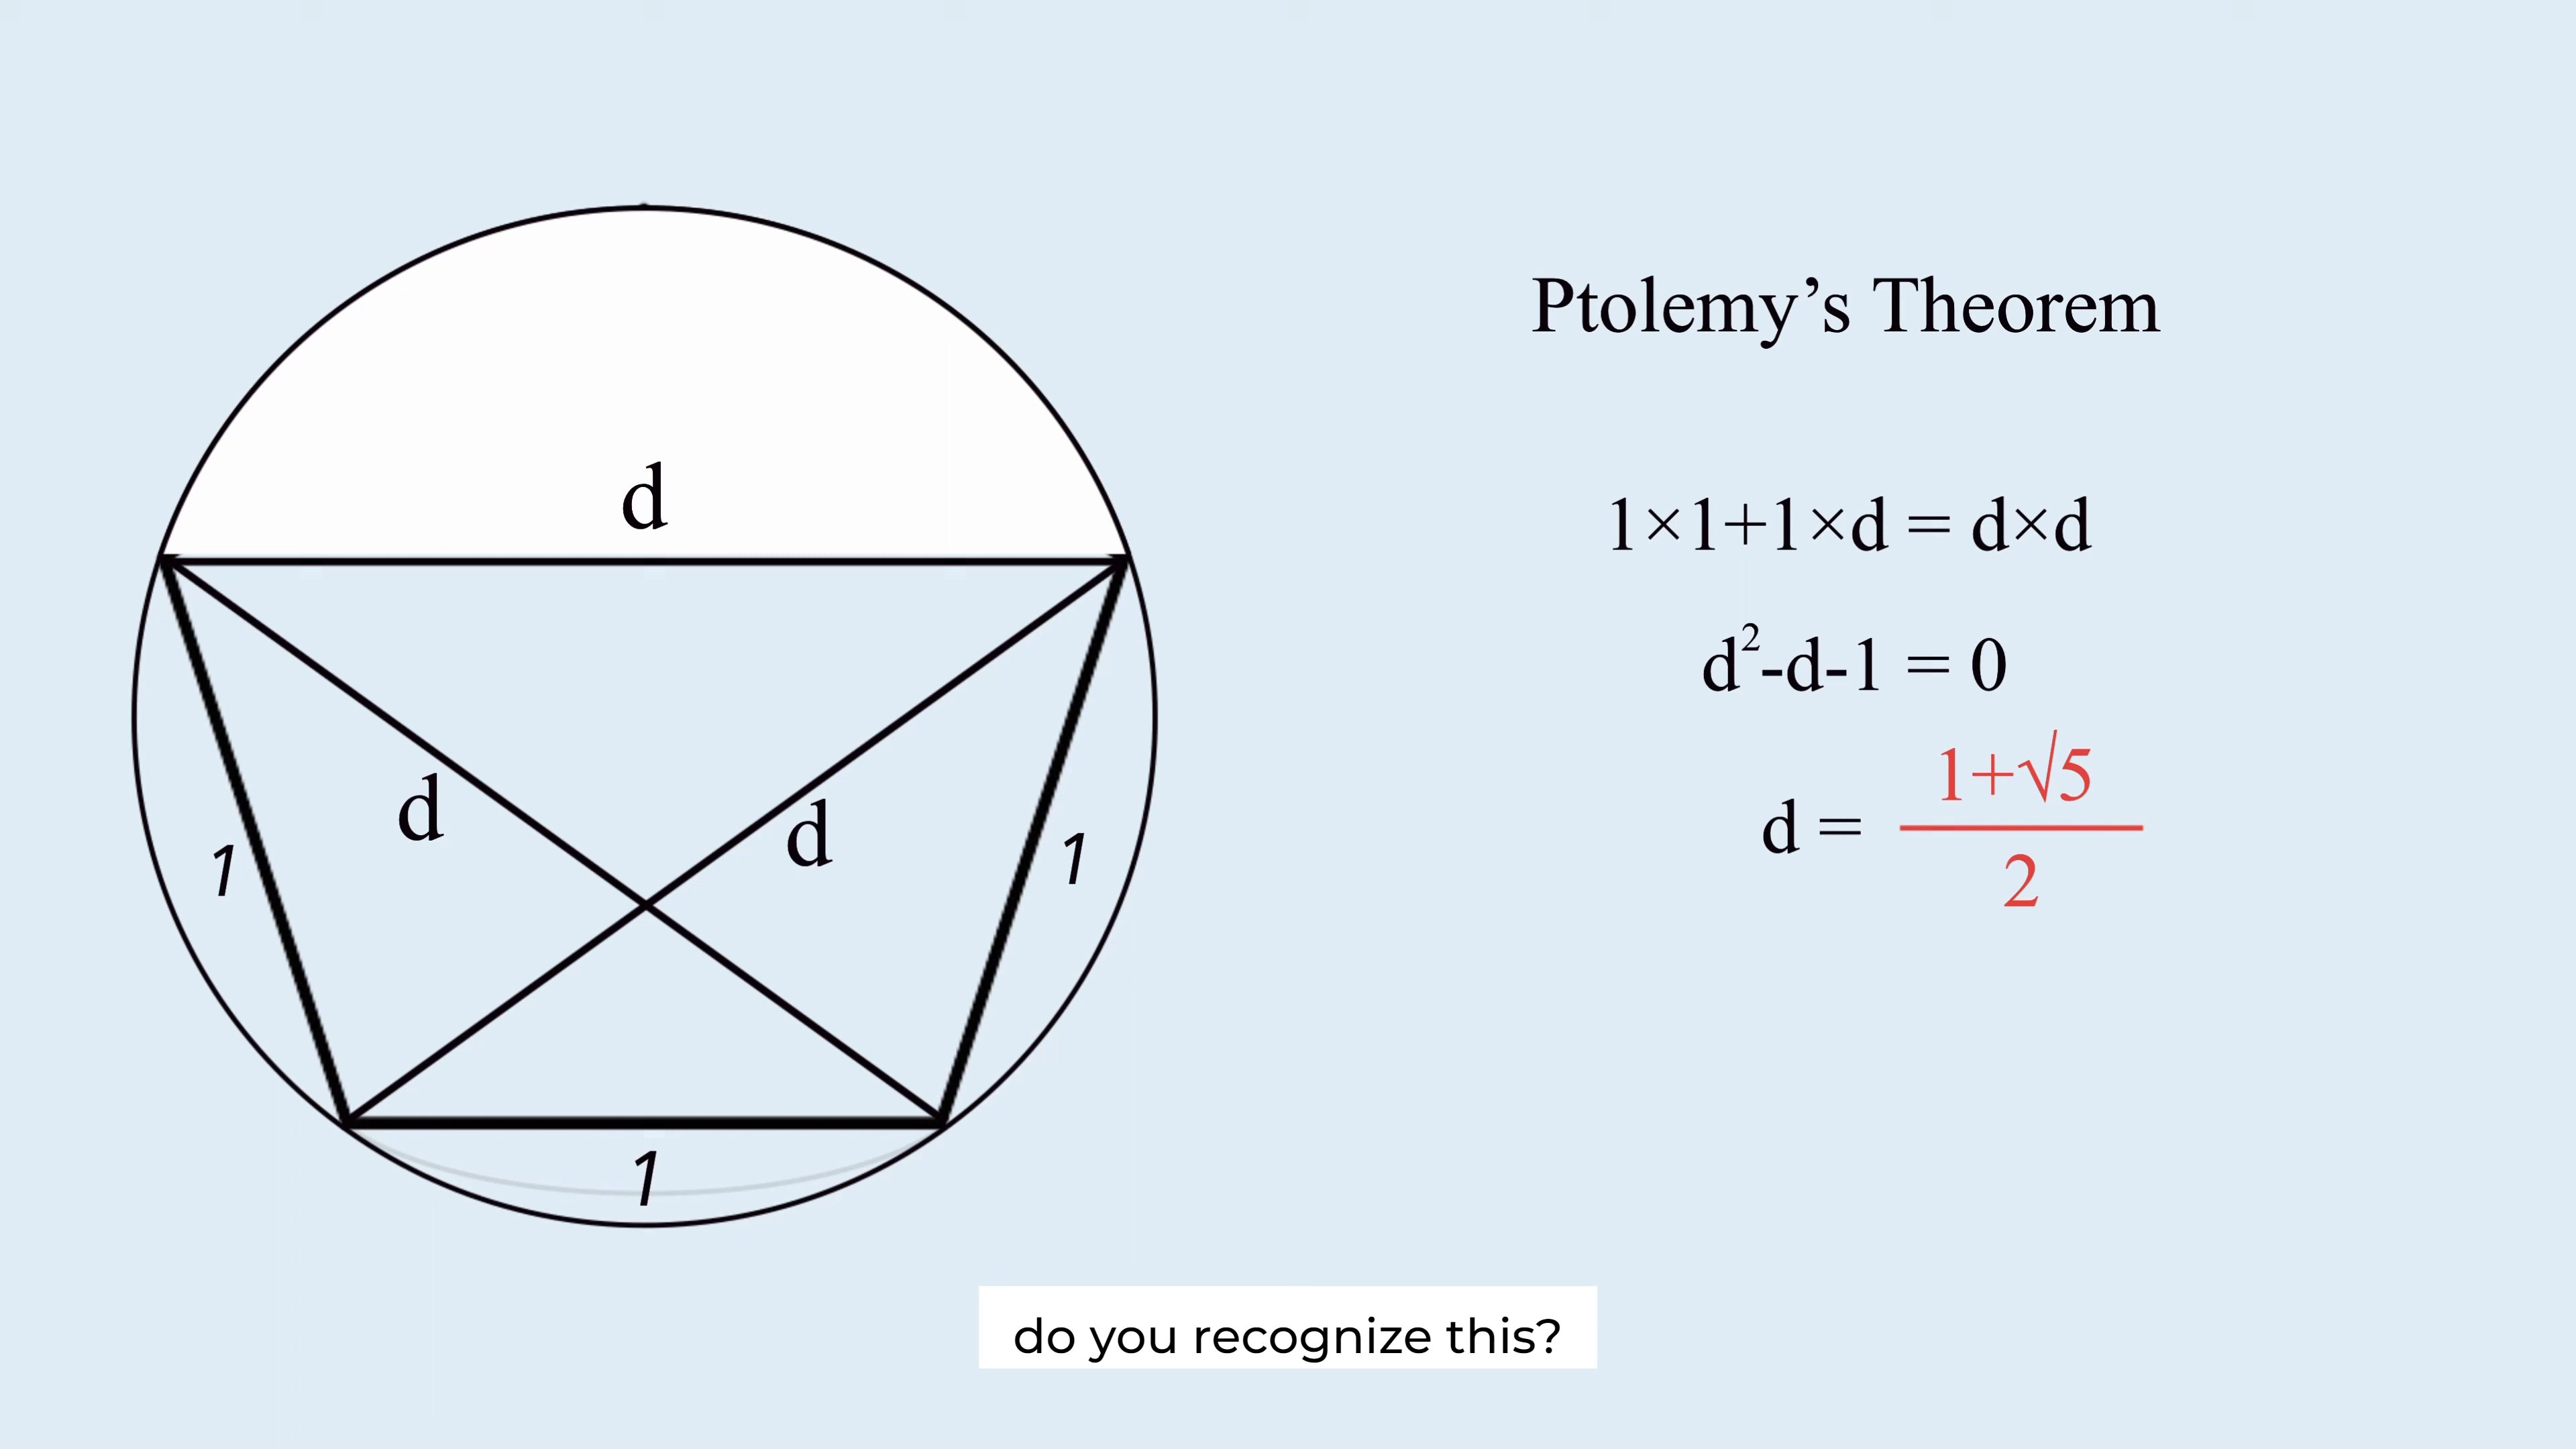 Ptolemy’s Theorem
d
1×1+1×d = d×d
d²-d-1 = 0
d = 1+√5
2
d
d
1
1
1
do you recognize this?